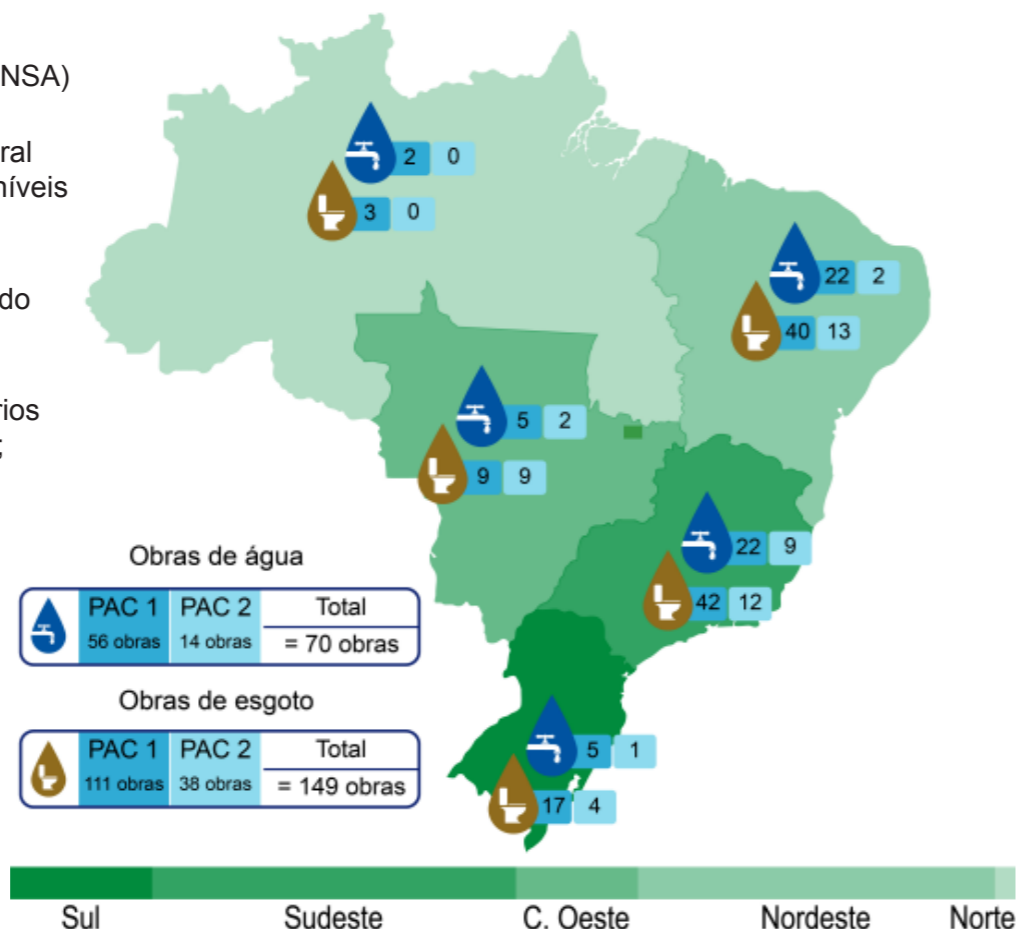 NSA)
ral
níveis
do
rios
;
2 0
3 0
22 2
40 13
5 2
9 9
22 9
42 12
Obras de água
PAC 1 PAC 2 Total
56 obras 14 obras = 70 obras
Obras de esgoto
PAC 1 PAC 2 Total
111 obras 38 obras = 149 obras
5 1
17 4
Sul Sudeste C. Oeste Nordeste Norte